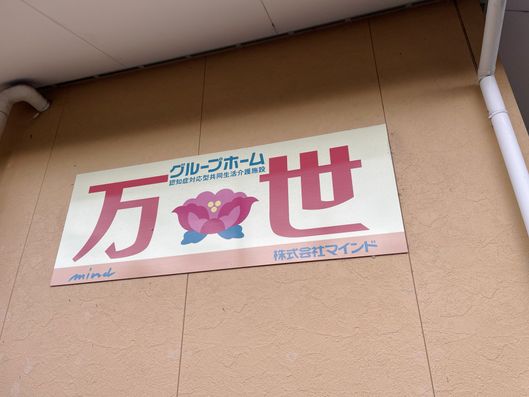 グループホーム
認知症対応型共同生活介護施設
万世
mind
株式会社マインド